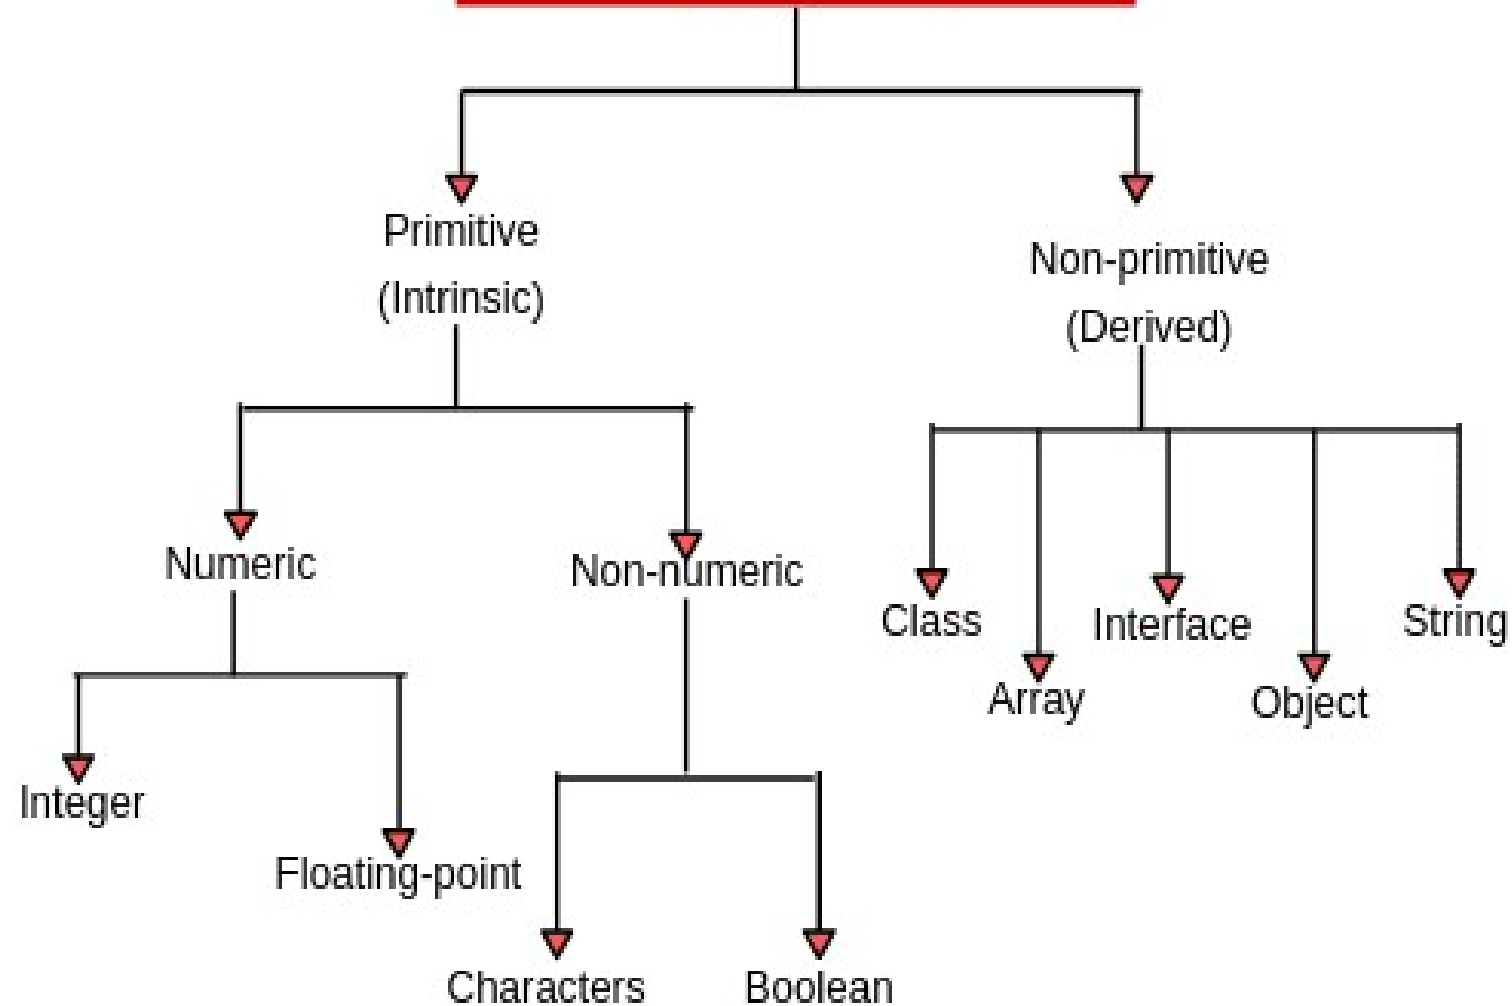 Primitive
(Intrinsic)
Non-primitive
(Derived)
Numeric
Non-numeric
Class
Interface
String
Array
Object
Integer
Floating-point
Characters
Boolean